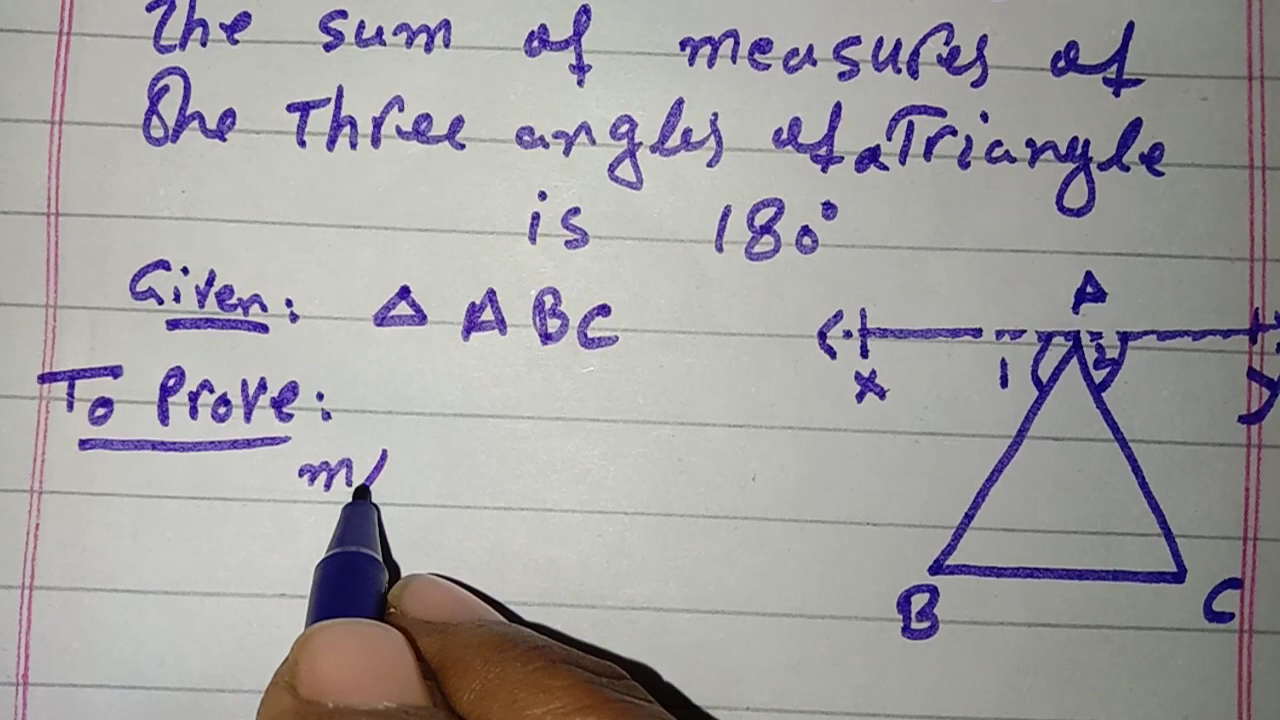 The sum of measures of
The Three angles of a Triangle
is 180°
Given: Δ ABC
To Prove:
m∕
A
x
y
1
2
B
C